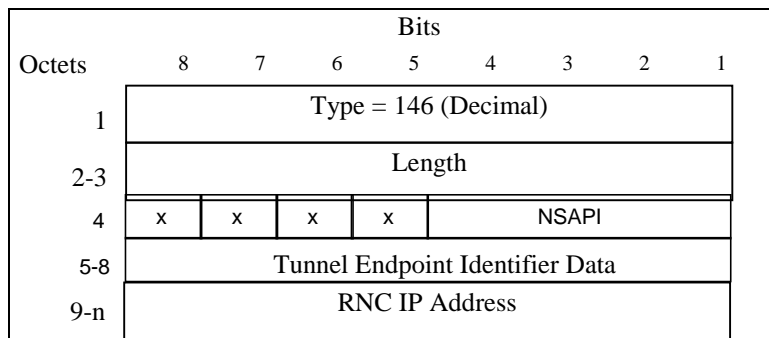 Bits
Octets 8 7 6 5 4 3 2 1
1 Type = 146 (Decimal)
2-3 Length
4 x x x x NSAPI
5-8 Tunnel Endpoint Identifier Data
9-n RNC IP Address